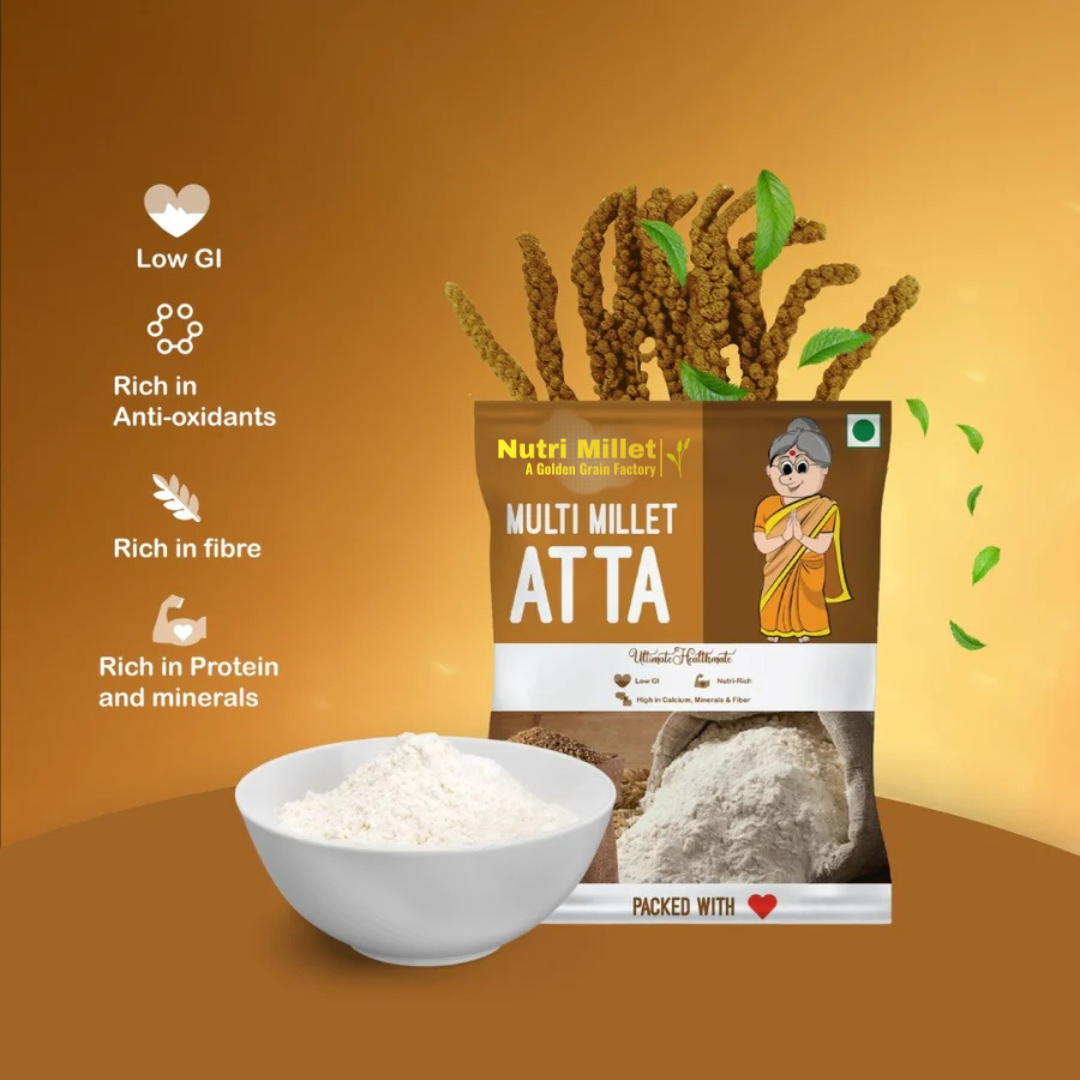 Low GI
Rich in
Anti-oxidants
Rich in fibre
Rich in Protein
and minerals
Nutri Millet
A Golden Grain Factory
MULTI MILLET
ATTA
Ultimate Healthmate
Low GI
Nutri-Rich
High in Calcium, Minerals & Fiber
PACKED WITH